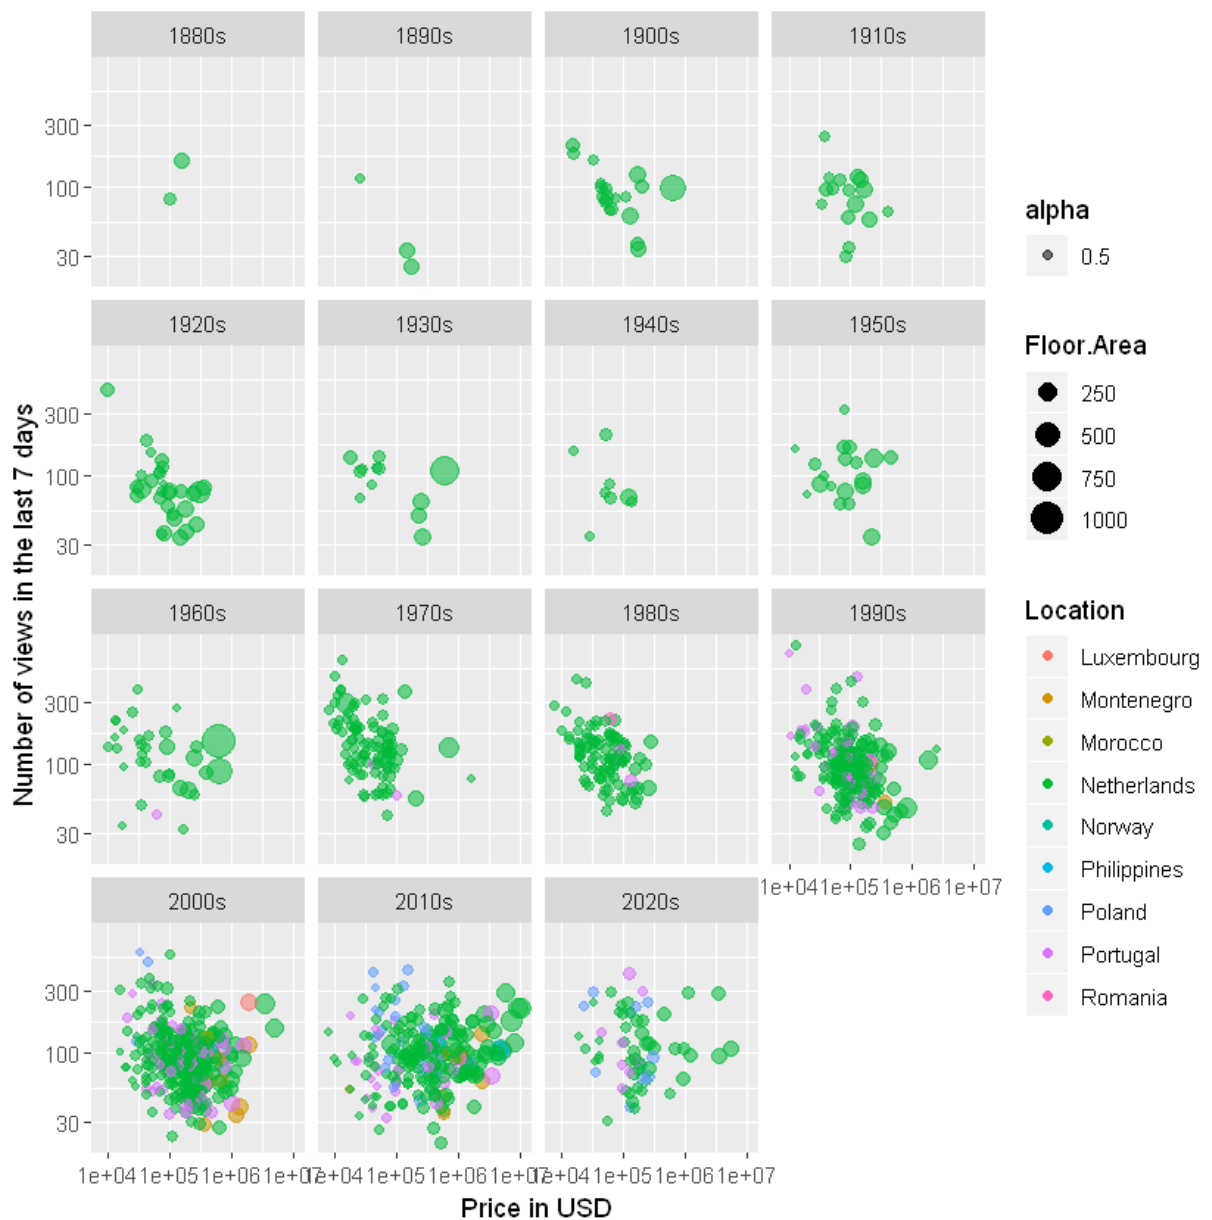 1880s 1890s 1900s 1910s
300
100
30
1920s 1930s 1940s 1950s
300
100
30
1960s 1970s 1980s 1990s
300
100
30
1e+04 1e+05 1e+06 1e+07
2000s 2010s 2020s
300
100
30
1e+04 1e+05 1e+06 1e+07 1e+04 1e+05 1e+06 1e+07 1e+04 1e+05 1e+06 1e+07
Price in USD
Number of views in the last 7 days
alpha
0.5
Floor.Area
250
500
750
1000
Location
Luxembourg
Montenegro
Morocco
Netherlands
Norway
Philippines
Poland
Portugal
Romania